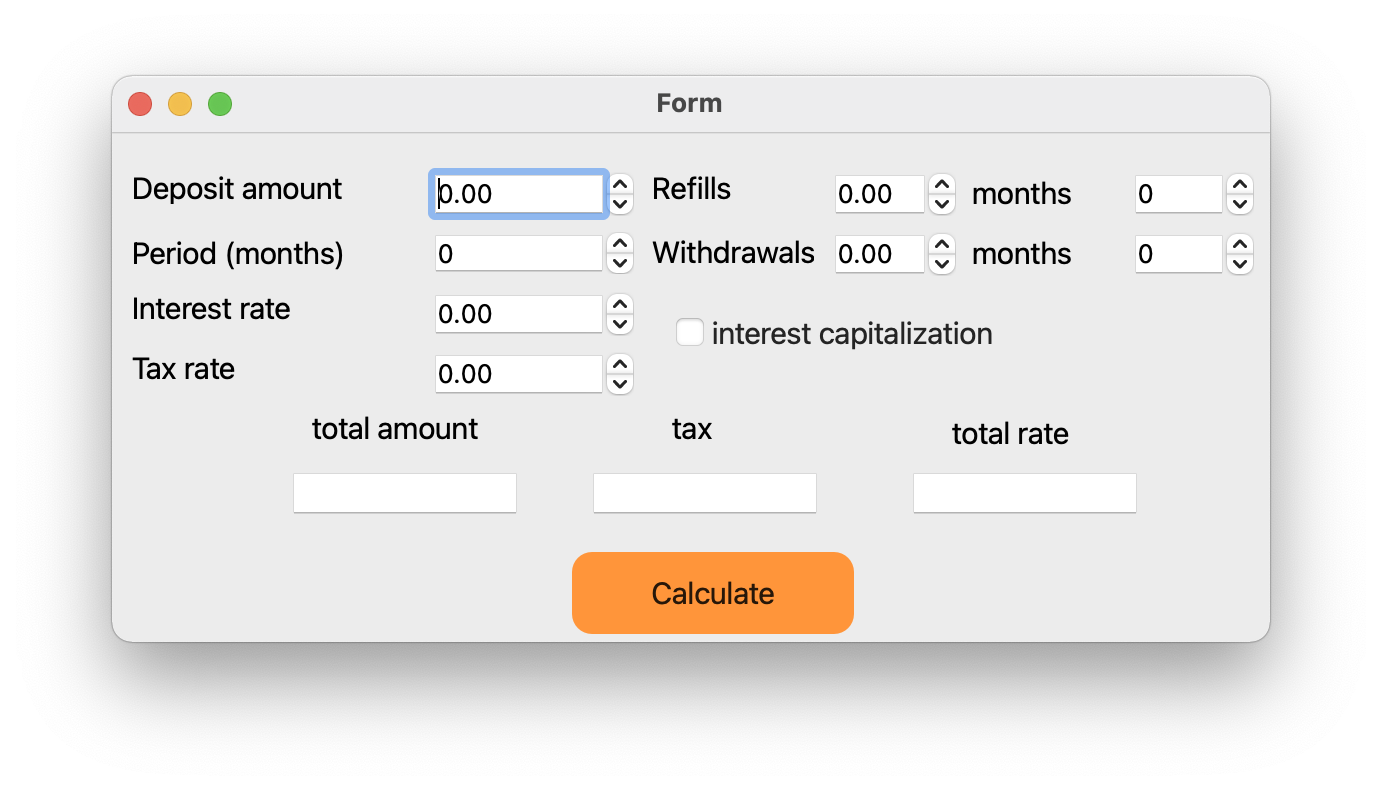 Form
Deposit amount 0.00 Refills 0.00 months 0
Period (months) 0 Withdrawals 0.00 months 0
Interest rate 0.00
interest capitalization
Tax rate 0.00
total amount tax total rate
Calculate